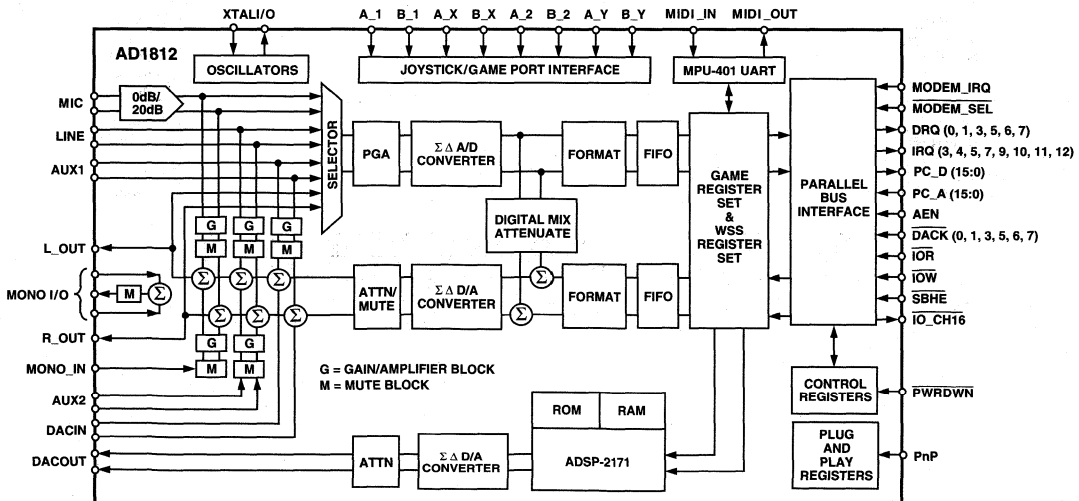 XTALI/O A_1 B_1 A_X B_X A_2 B_2 A_Y B_Y MIDI_IN MIDI_OUT
AD1812
OSCILLATORS
JOYSTICK/GAME PORT INTERFACE
MPU-401 UART
MIC
0dB/
20dB
LINE
AUX1
SELECTOR
PGA
Σ Δ A/D
CONVERTER
FORMAT
FIFO
GAME
REGISTER
SET
&
WSS
REGISTER
SET
PARALLEL
BUS
INTERFACE
MODEM_IRQ
MODEM_SEL
DRQ (0, 1, 3, 5, 6, 7)
IRQ (3, 4, 5, 7, 9, 10, 11, 12)
PC_D (15:0)
PC_A (15:0)
AEN
DACK (0, 1, 3, 5, 6, 7)
IOR
IOW
SBHE
IO_CH16
G G G
M M M
DIGITAL MIX
ATTENUATE
L_OUT
Σ Σ Σ
Σ
MONO I/O
M Σ
ATTN/
MUTE
Σ Δ D/A
CONVERTER
FORMAT
FIFO
Σ Σ Σ
Σ
R_OUT
G G
M M
MONO_IN
G = GAIN/AMPLIFIER BLOCK
M = MUTE BLOCK
AUX2
DACIN
DACOUT
ATTN
Σ Δ D/A
CONVERTER
ROM RAM
ADSP-2171
CONTROL
REGISTERS
PWRDWN
PLUG
AND
PLAY
REGISTERS
PnP